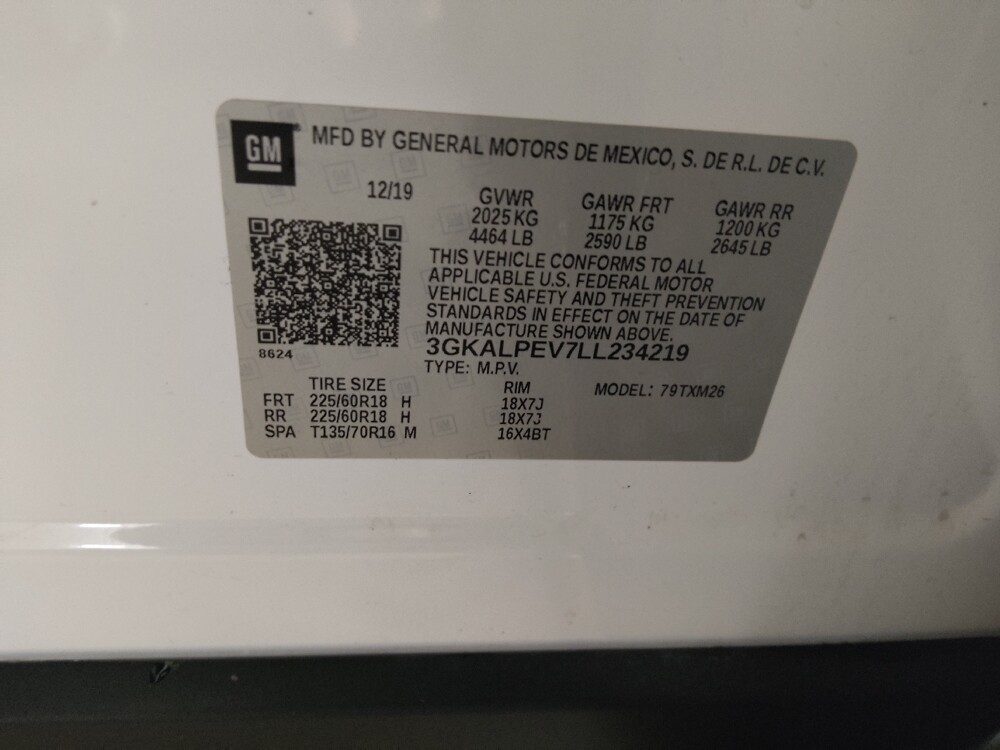 GM
MFD BY GENERAL MOTORS DE MEXICO, S. DE R.L. DE C.V.
12/19
GVWR GAWR FRT GAWR RR
2025 KG 1175 KG 1200 KG
4464 LB 2590 LB 2645 LB
THIS VEHICLE CONFORMS TO ALL
APPLICABLE U.S. FEDERAL MOTOR
VEHICLE SAFETY AND THEFT PREVENTION
STANDARDS IN EFFECT ON THE DATE OF
MANUFACTURE SHOWN ABOVE.
3GKALPEV7LL234219
8624
TYPE: M.P.V.
MODEL: 79TXM26
TIRE SIZE RIM
FRT 225/60R18 H 18X7J
RR 225/60R18 H 18X7J
SPA T135/70R16 M 16X4BT